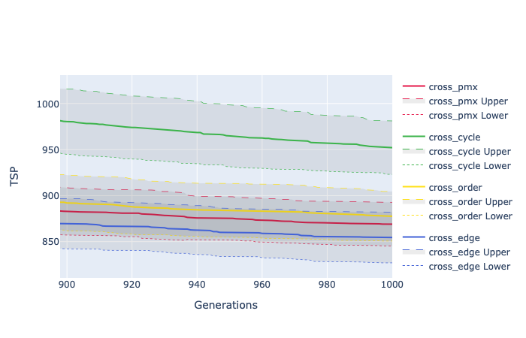 1000
950
900
850
TSP
900
920
940
960
980
1000
Generations
cross_pmx
cross_pmx Upper
cross_pmx Lower
cross_cycle
cross_cycle Upper
cross_cycle Lower
cross_order
cross_order Upper
cross_order Lower
cross_edge
cross_edge Upper
cross_edge Lower